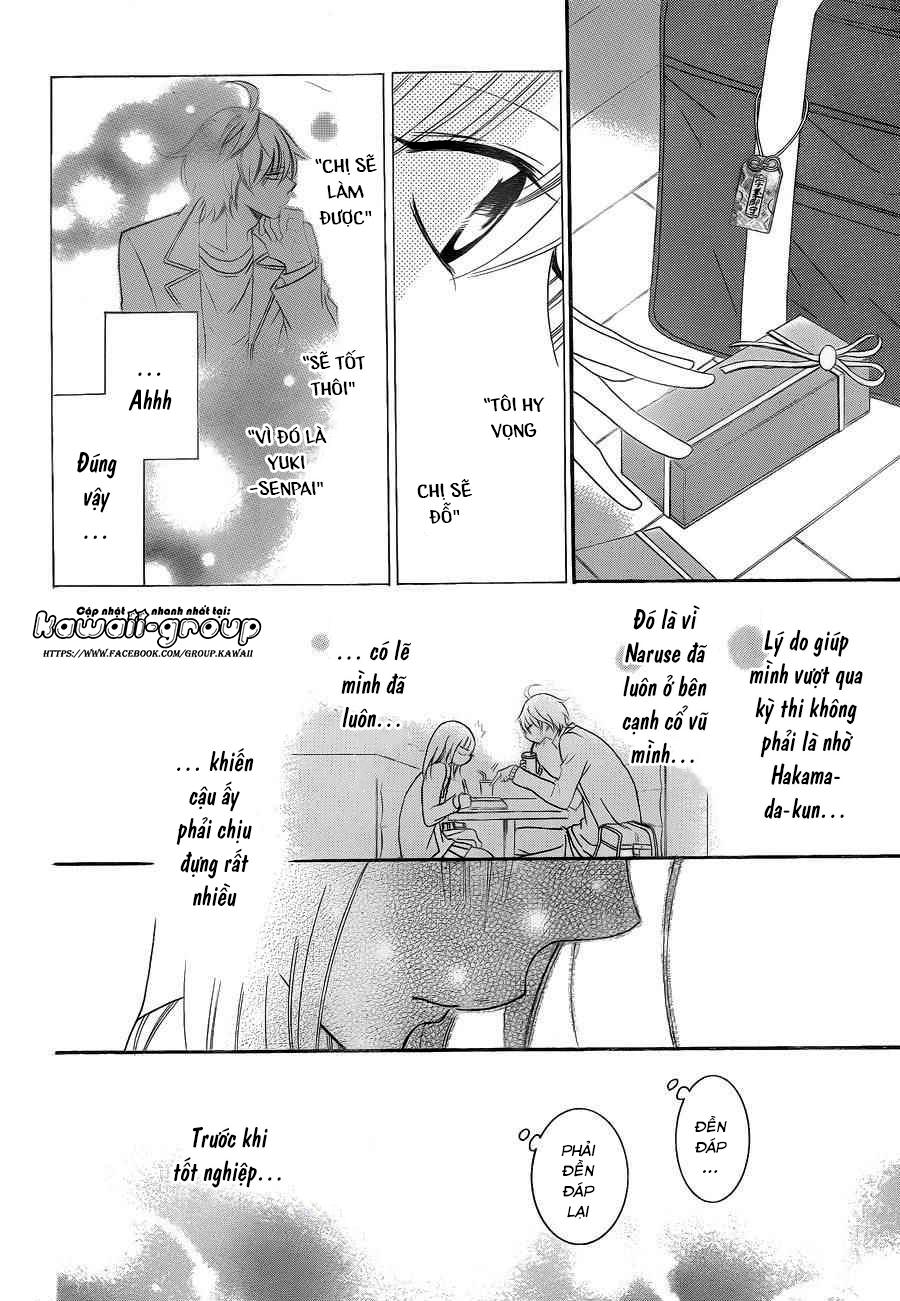 "TÔI HY
VỌNG
CHỊ SẼ
ĐỖ"
"CHỊ SẼ
LÀM
ĐƯỢC"
"SẼ TỐT
THÔI"
"VÌ ĐÓ LÀ
YUKI
-SENPAI"
...
Ahhh
Đúng
vậy
...
Cập nhật nhanh nhất tại:
kawaii-group
HTTPS://WWW.FACEBOOK.COM/GROUP.KAWAII
Lý do giúp
mình vượt qua
kỳ thi không
phải là nhờ
Hakama-
da-kun...
Đó là vì
Naruse đã
luôn ở bên
cạnh cổ vũ
mình...
... có lẽ
mình đã
luôn...
... khiến
cậu ấy
phải chịu
đựng rất
nhiều
ĐỀN
ĐÁP
...
PHẢI
ĐỀN
ĐÁP
LẠI
Trước khi
tốt nghiệp...